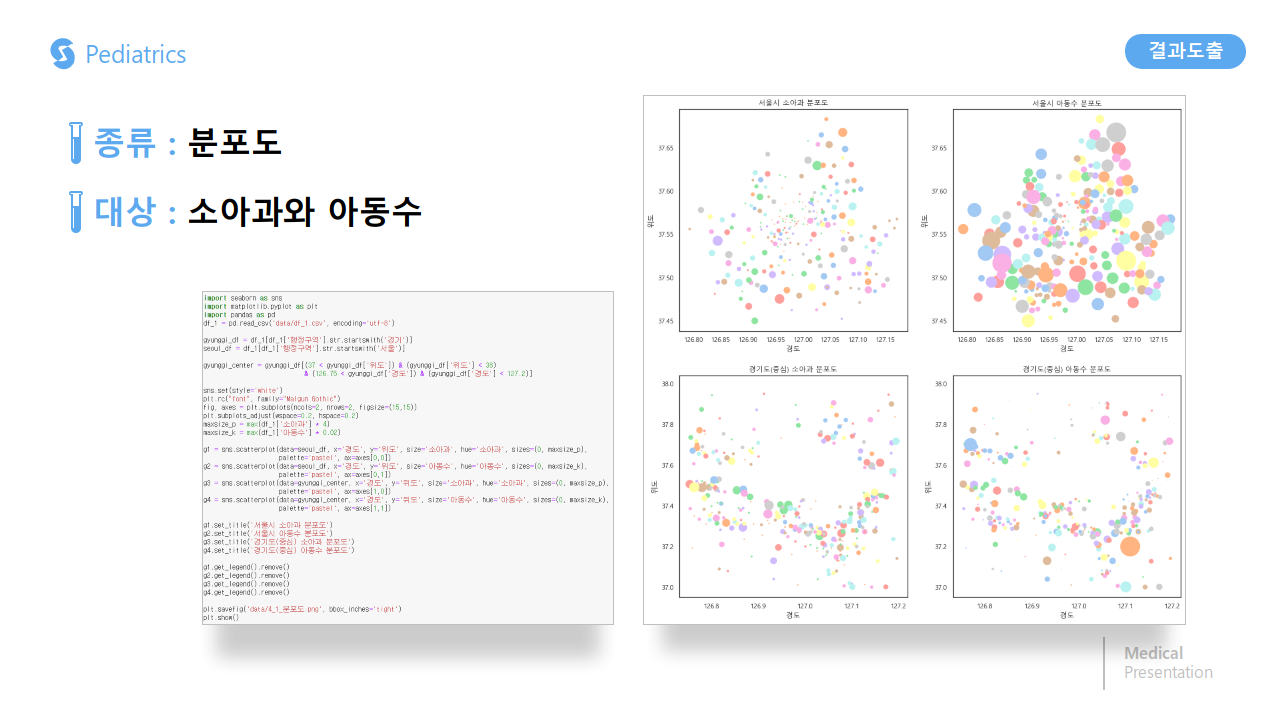 Pediatrics
결과도출
종류 : 분포도
대상 : 소아과와 아동수
import seaborn as sns
import matplotlib.pyplot as plt
import pandas as pd
df_1 = pd.read_csv('data/df_1.csv', encoding='utf-8')
gyunggi_df = df_1[df_1['행정구역'].str.startswith('경기')]
seoul_df = df_1[df_1['행정구역'].str.startswith('서울')]
gyunggi_center = gyunggi_df[(37 < gyunggi_df['위도']) & (gyunggi_df['위도'] < 38)
& (126.75 < gyunggi_df['경도']) & (gyunggi_df['경도'] < 127.2)]
sns.set(style='white')
plt.rc("font", family="Malgun Gothic")
fig, axes = plt.subplots(ncols=2, nrows=2, figsize=(15,15))
plt.subplots_adjust(wspace=0.2, hspace=0.2)
maxsize_p = max(df_1['소아과'] * 4)
maxsize_k = max(df_1['아동수'] * 0.02)
g1 = sns.scatterplot(data=seoul_df, x='경도', y='위도', size='소아과', hue='소아과', sizes=(0, maxsize_p),
palette='pastel', ax=axes[0,0])
g2 = sns.scatterplot(data=seoul_df, x='경도', y='위도', size='아동수', hue='아동수', sizes=(0, maxsize_k),
palette='pastel', ax=axes[0,1])
g3 = sns.scatterplot(data=gyunggi_center, x='경도', y='위도', size='소아과', hue='소아과', sizes=(0, maxsize_p),
palette='pastel', ax=axes[1,0])
g4 = sns.scatterplot(data=gyunggi_center, x='경도', y='위도', size='아동수', hue='아동수', sizes=(0, maxsize_k),
palette='pastel', ax=axes[1,1])
g1.set_title('서울시 소아과 분포도')
g2.set_title('서울시 아동수 분포도')
g3.set_title('경기도(중심) 소아과 분포도')
g4.set_title('경기도(중심) 아동수 분포도')
g1.get_legend().remove()
g2.get_legend().remove()
g3.get_legend().remove()
g4.get_legend().remove()
plt.savefig('data/4_1_분포도.png', bbox_inches='tight')
plt.show()
서울시 소아과 분포도
37.65
37.60
37.55
37.50
37.45
위도
126.80 126.85 126.90 126.95 127.00 127.05 127.10 127.15
경도
서울시 아동수 분포도
37.65
37.60
37.55
37.50
37.45
위도
126.80 126.85 126.90 126.95 127.00 127.05 127.10 127.15
경도
경기도(중심) 소아과 분포도
38.0
37.8
37.6
37.4
37.2
37.0
위도
126.8 126.9 127.0 127.1 127.2
경도
경기도(중심) 아동수 분포도
38.0
37.8
37.6
37.4
37.2
37.0
위도
126.8 126.9 127.0 127.1 127.2
경도
Medical
Presentation